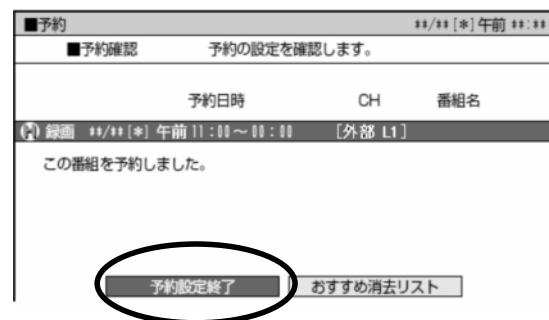 ■予約 **/**[*]午前 **:**
■予約確認 予約の設定を確認します。
予約日時 CH 番組名
録画 **/**[*] 午前11:00～00:00 [外部 L1]
この番組を予約しました。
予約設定終了 おすすめ消去リスト